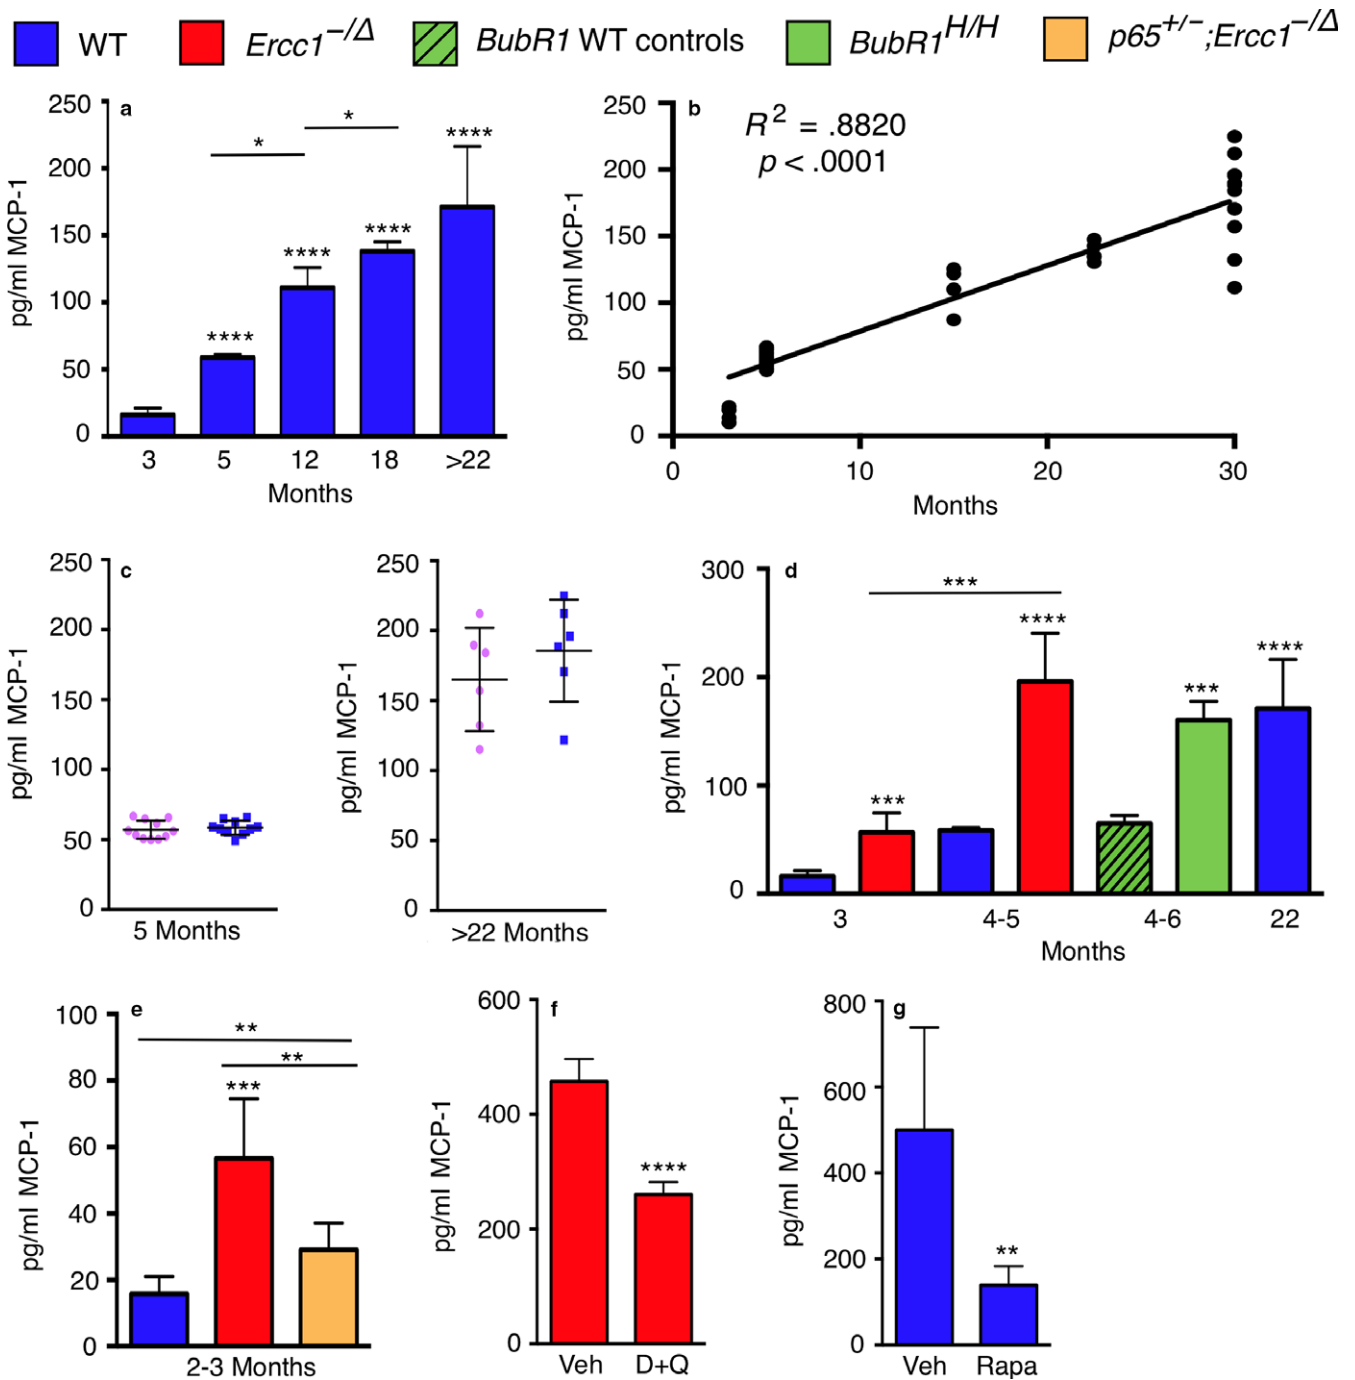 WT Ercc1−/Δ BubR1 WT controls BubR1H/H p65+/−;Ercc1−/Δ
a
250
200
150
100
50
0
pg/ml MCP-1
* *
**** **** **** ****
3 5 12 18 >22
Months
b
R2 = .8820
p < .0001
250
200
150
100
50
0
pg/ml MCP-1
0 10 20 30
Months
c
250
200
150
100
50
0
pg/ml MCP-1
5 Months
250
200
150
100
50
0
pg/ml MCP-1
>22 Months
d
300
200
100
0
pg/ml MCP-1
***
*** **** *** ****
3 4-5 4-6 22
Months
e
100
80
60
40
20
0
pg/ml MCP-1
**
**
***
2-3 Months
f
600
400
200
0
pg/ml MCP-1
****
Veh D+Q
g
800
600
400
200
0
pg/ml MCP-1
**
Veh Rapa